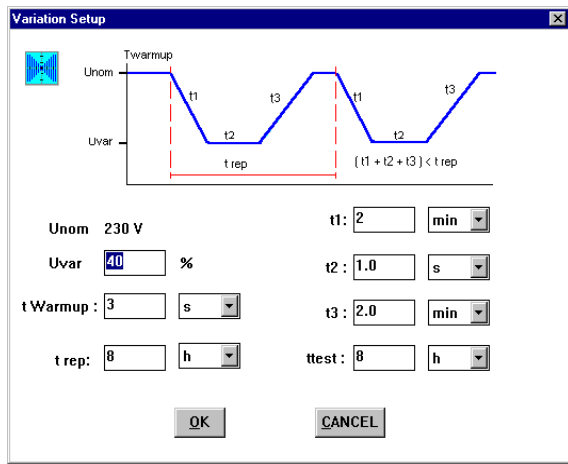 Variation Setup
Twarmup
Unom
t1
t3
t1
t3
Uvar
t2
t2
t rep
( t1 + t2 + t3 ) < t rep
Unom 230 V
t1: 2 min
Uvar 40 %
t2 : 1.0 s
t Warmup : 3 s
t3 : 2.0 min
t rep: 8 h
ttest : 8 h
OK CANCEL